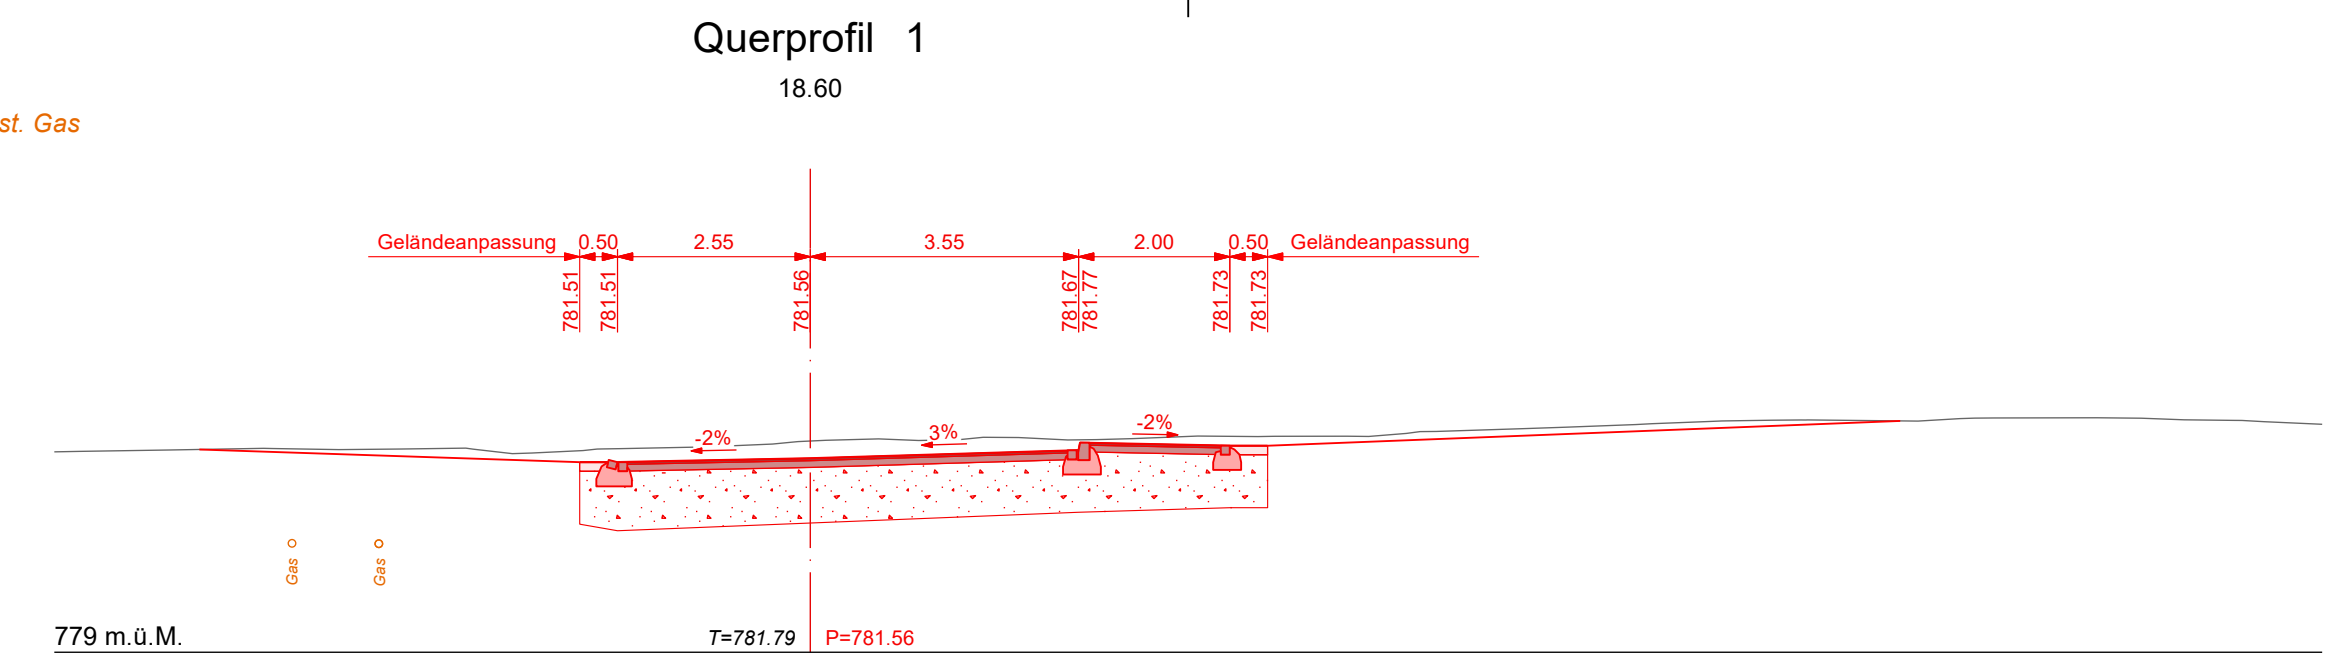 Querprofil 1
18.60
st. Gas
Geländeanpassung 0.50 2.55 3.55 2.00 0.50 Geländeanpassung
781.51 781.51 781.56 781.67 781.77 781.73 781.73
-2% 3% -2%
Gas Gas
779 m.ü.M. T=781.79 P=781.56